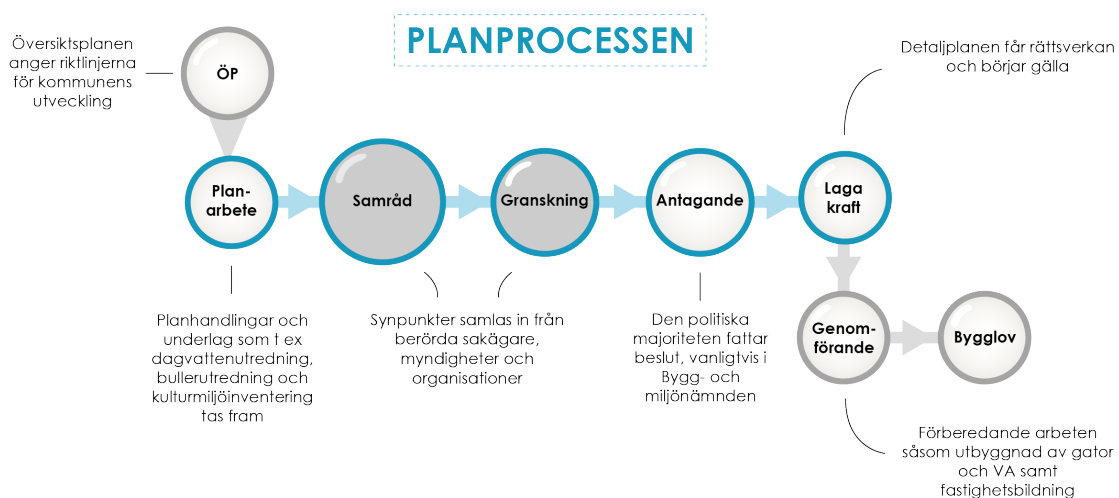 PLANPROCESSEN
Översiktsplanen
anger riktlinjerna
för kommunens
utveckling
ÖP
Detaljplanen får rättsverkan
och börjar gälla
Plan-
arbete
Samråd
Granskning
Antagande
Laga
kraft
Planhandlingar och
underlag som t ex
dagvattenutredning,
bullerutredning och
kulturmiljöinventering
tas fram
Synpunkter samlas in från
berörda sakägare,
myndigheter och
organisationer
Den politiska
majoriteten fattar
beslut, vanligtvis i
Bygg- och
miljönämnden
Genom-
förande
Bygglov
Förberedande arbeten
såsom utbyggnad av gator
och VA samt
fastighetsbildning